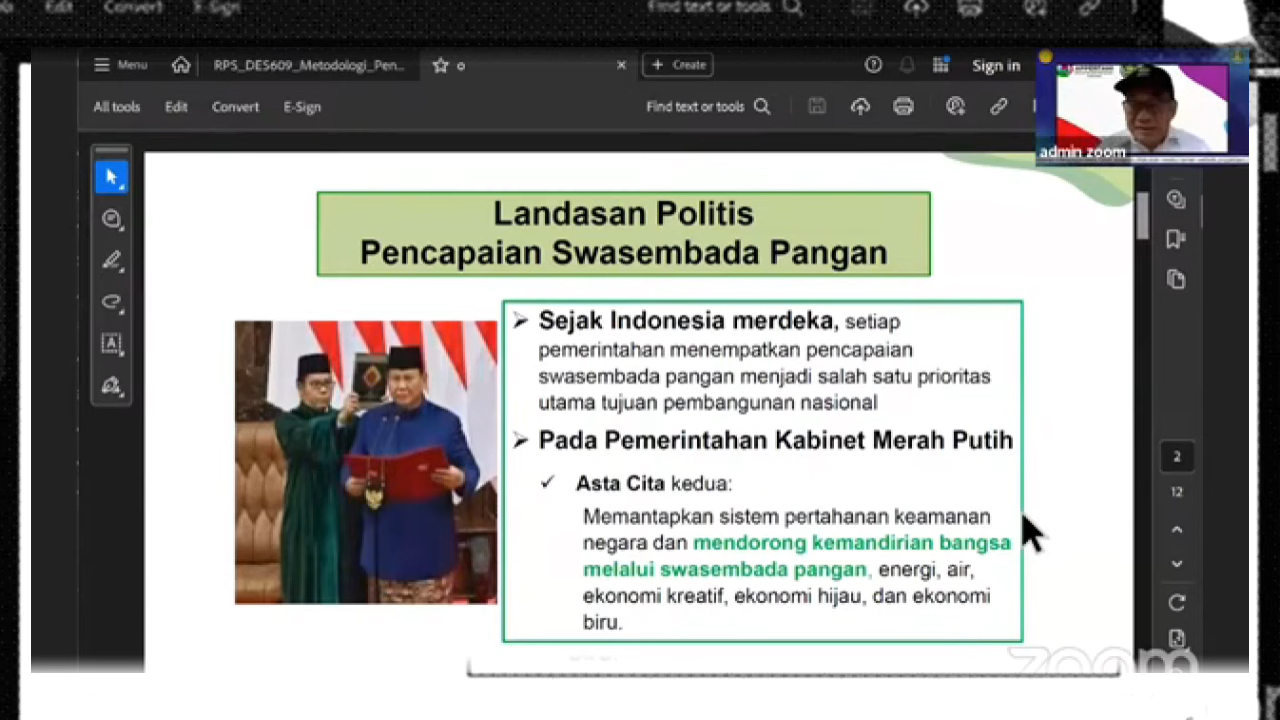 Edit
Convert
E-Sign
Find text or tools
Menu
RPS_DES609_Metodologi_Pen...
Create
Sign in
All tools
Edit
Convert
E-Sign
Find text or tools
admin zoom
Landasan Politis
Pencapaian Swasembada Pangan
Sejak Indonesia merdeka, setiap
pemerintahan menempatkan pencapaian
swasembada pangan menjadi salah satu prioritas
utama tujuan pembangunan nasional
Pada Pemerintahan Kabinet Merah Putih
Asta Cita kedua:
Memantapkan sistem pertahanan keamanan
negara dan mendorong kemandirian bangsa
melalui swasembada pangan, energi, air,
ekonomi kreatif, ekonomi hijau, dan ekonomi
biru.
2
12
zoom